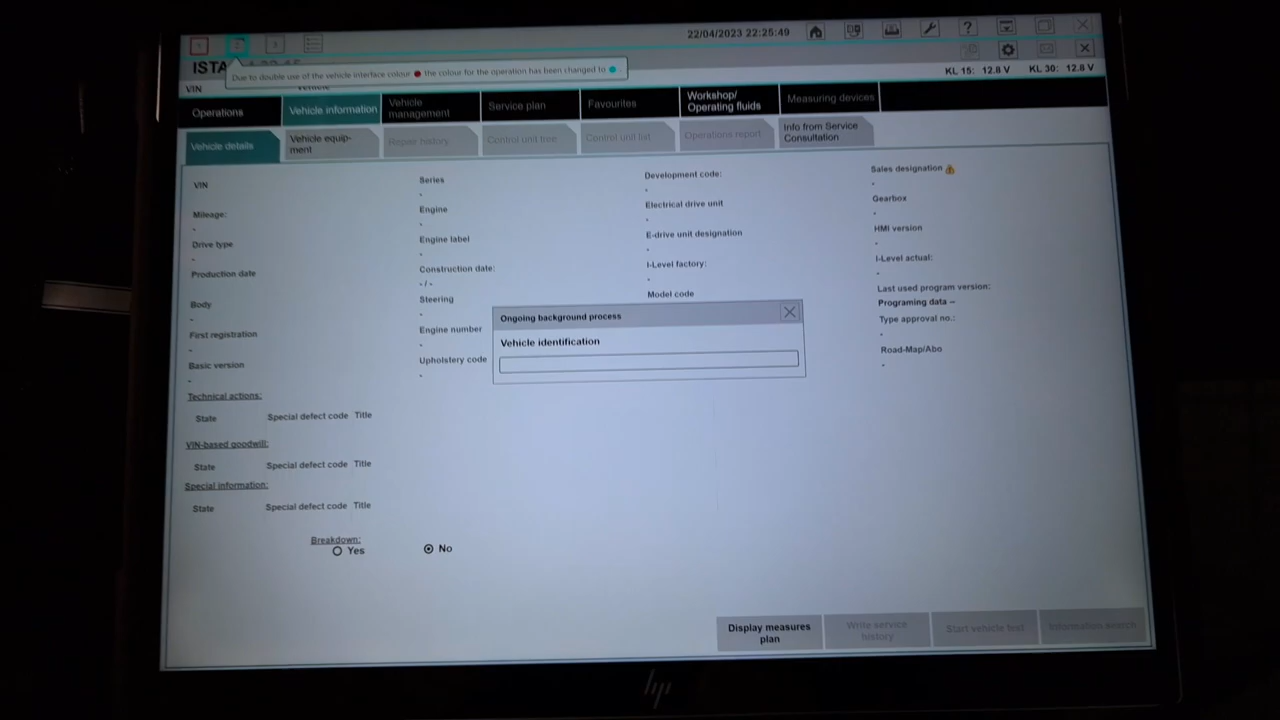 1 2 3
22/04/2023 22:25:49
?
ISTA
Due to double use of the vehicle interface colour the colour for the operation has been changed to
KL 15: 12.8 V KL 30: 12.8 V
VIN
Operations
Vehicle information
Vehicle
management
Service plan
Favourites
Workshop/
Operating fluids
Measuring devices
Vehicle details
Vehicle equip-
ment
Repair history
Control unit tree
Control unit list
Operations report
Info from Service
Consultation
VIN
Mileage:
-
Drive type
-
Production date
Body
-
First registration
-
Basic version
-
Series
-
Engine
-
Engine label
-
Construction date:
- / -
Steering
-
Engine number
-
Upholstery code
-
Development code:
-
Electrical drive unit
-
E-drive unit designation
-
I-Level factory:
-
Model code
Sales designation
-
Gearbox
-
HMI version
-
I-Level actual:
-
Last used program version:
Programing data --
Type approval no.:
-
Road-Map/Abo
-
Ongoing background process
Vehicle identification
Technical actions:
State Special defect code Title
VIN-based goodwill:
State Special defect code Title
Special information:
State Special defect code Title
Breakdown:
Yes No
Display measures
plan
Write service
history
Start vehicle test
Information search
hp